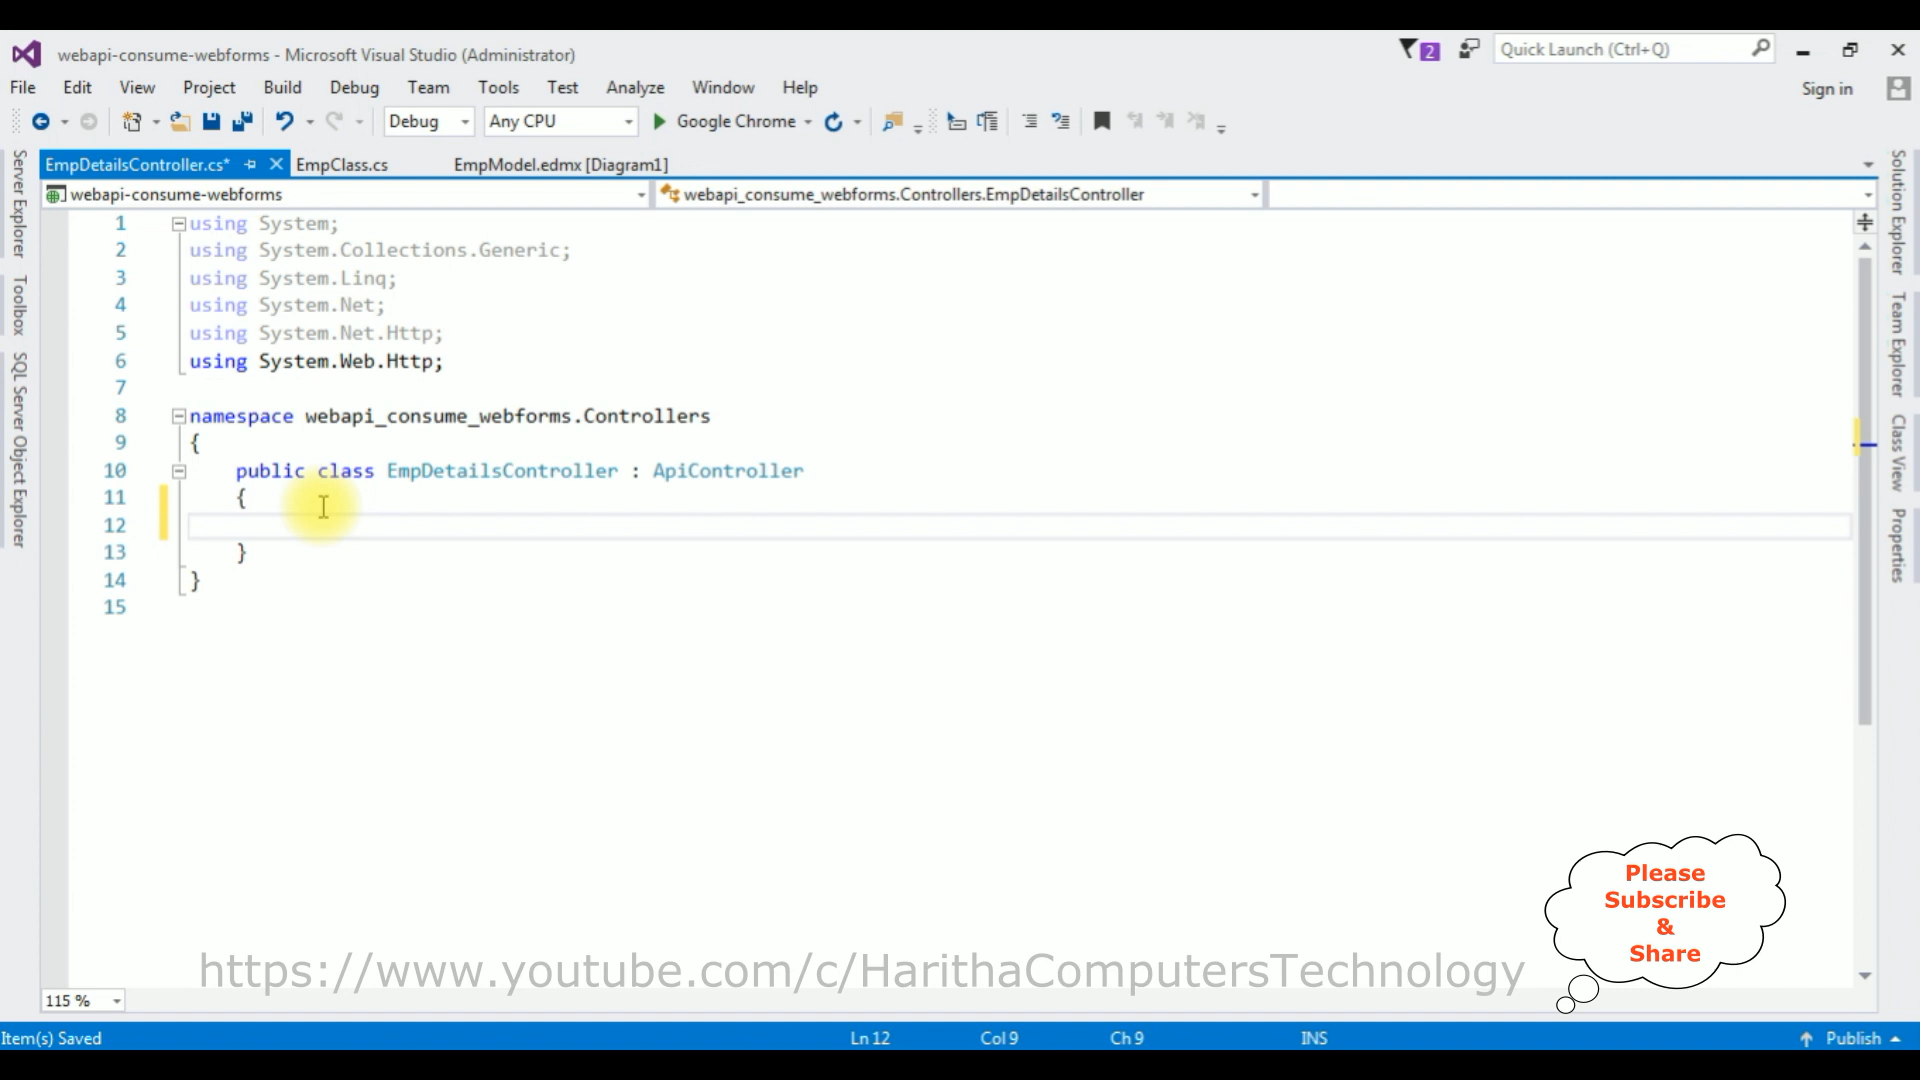 webapi-consume-webforms - Microsoft Visual Studio (Administrator)
2
Quick Launch (Ctrl+Q)
File Edit View Project Build Debug Team Tools Test Analyze Window Help
Sign in
Debug Any CPU Google Chrome
EmpDetailsController.cs* EmpClass.cs EmpModel.edmx [Diagram1]
webapi-consume-webforms webapi_consume_webforms.Controllers.EmpDetailsController
Server Explorer
Toolbox
SQL Server Object Explorer
Solution Explorer
Team Explorer
Class View
Properties
1 using System;
2 using System.Collections.Generic;
3 using System.Linq;
4 using System.Net;
5 using System.Net.Http;
6 using System.Web.Http;
7
8 namespace webapi_consume_webforms.Controllers
9 {
10 public class EmpDetailsController : ApiController
11 {
12
13 }
14 }
15
Please
Subscribe
&
Share
https://www.youtube.com/c/HarithaComputersTechnology
115 %
Item(s) Saved Ln 12 Col 9 Ch 9 INS Publish